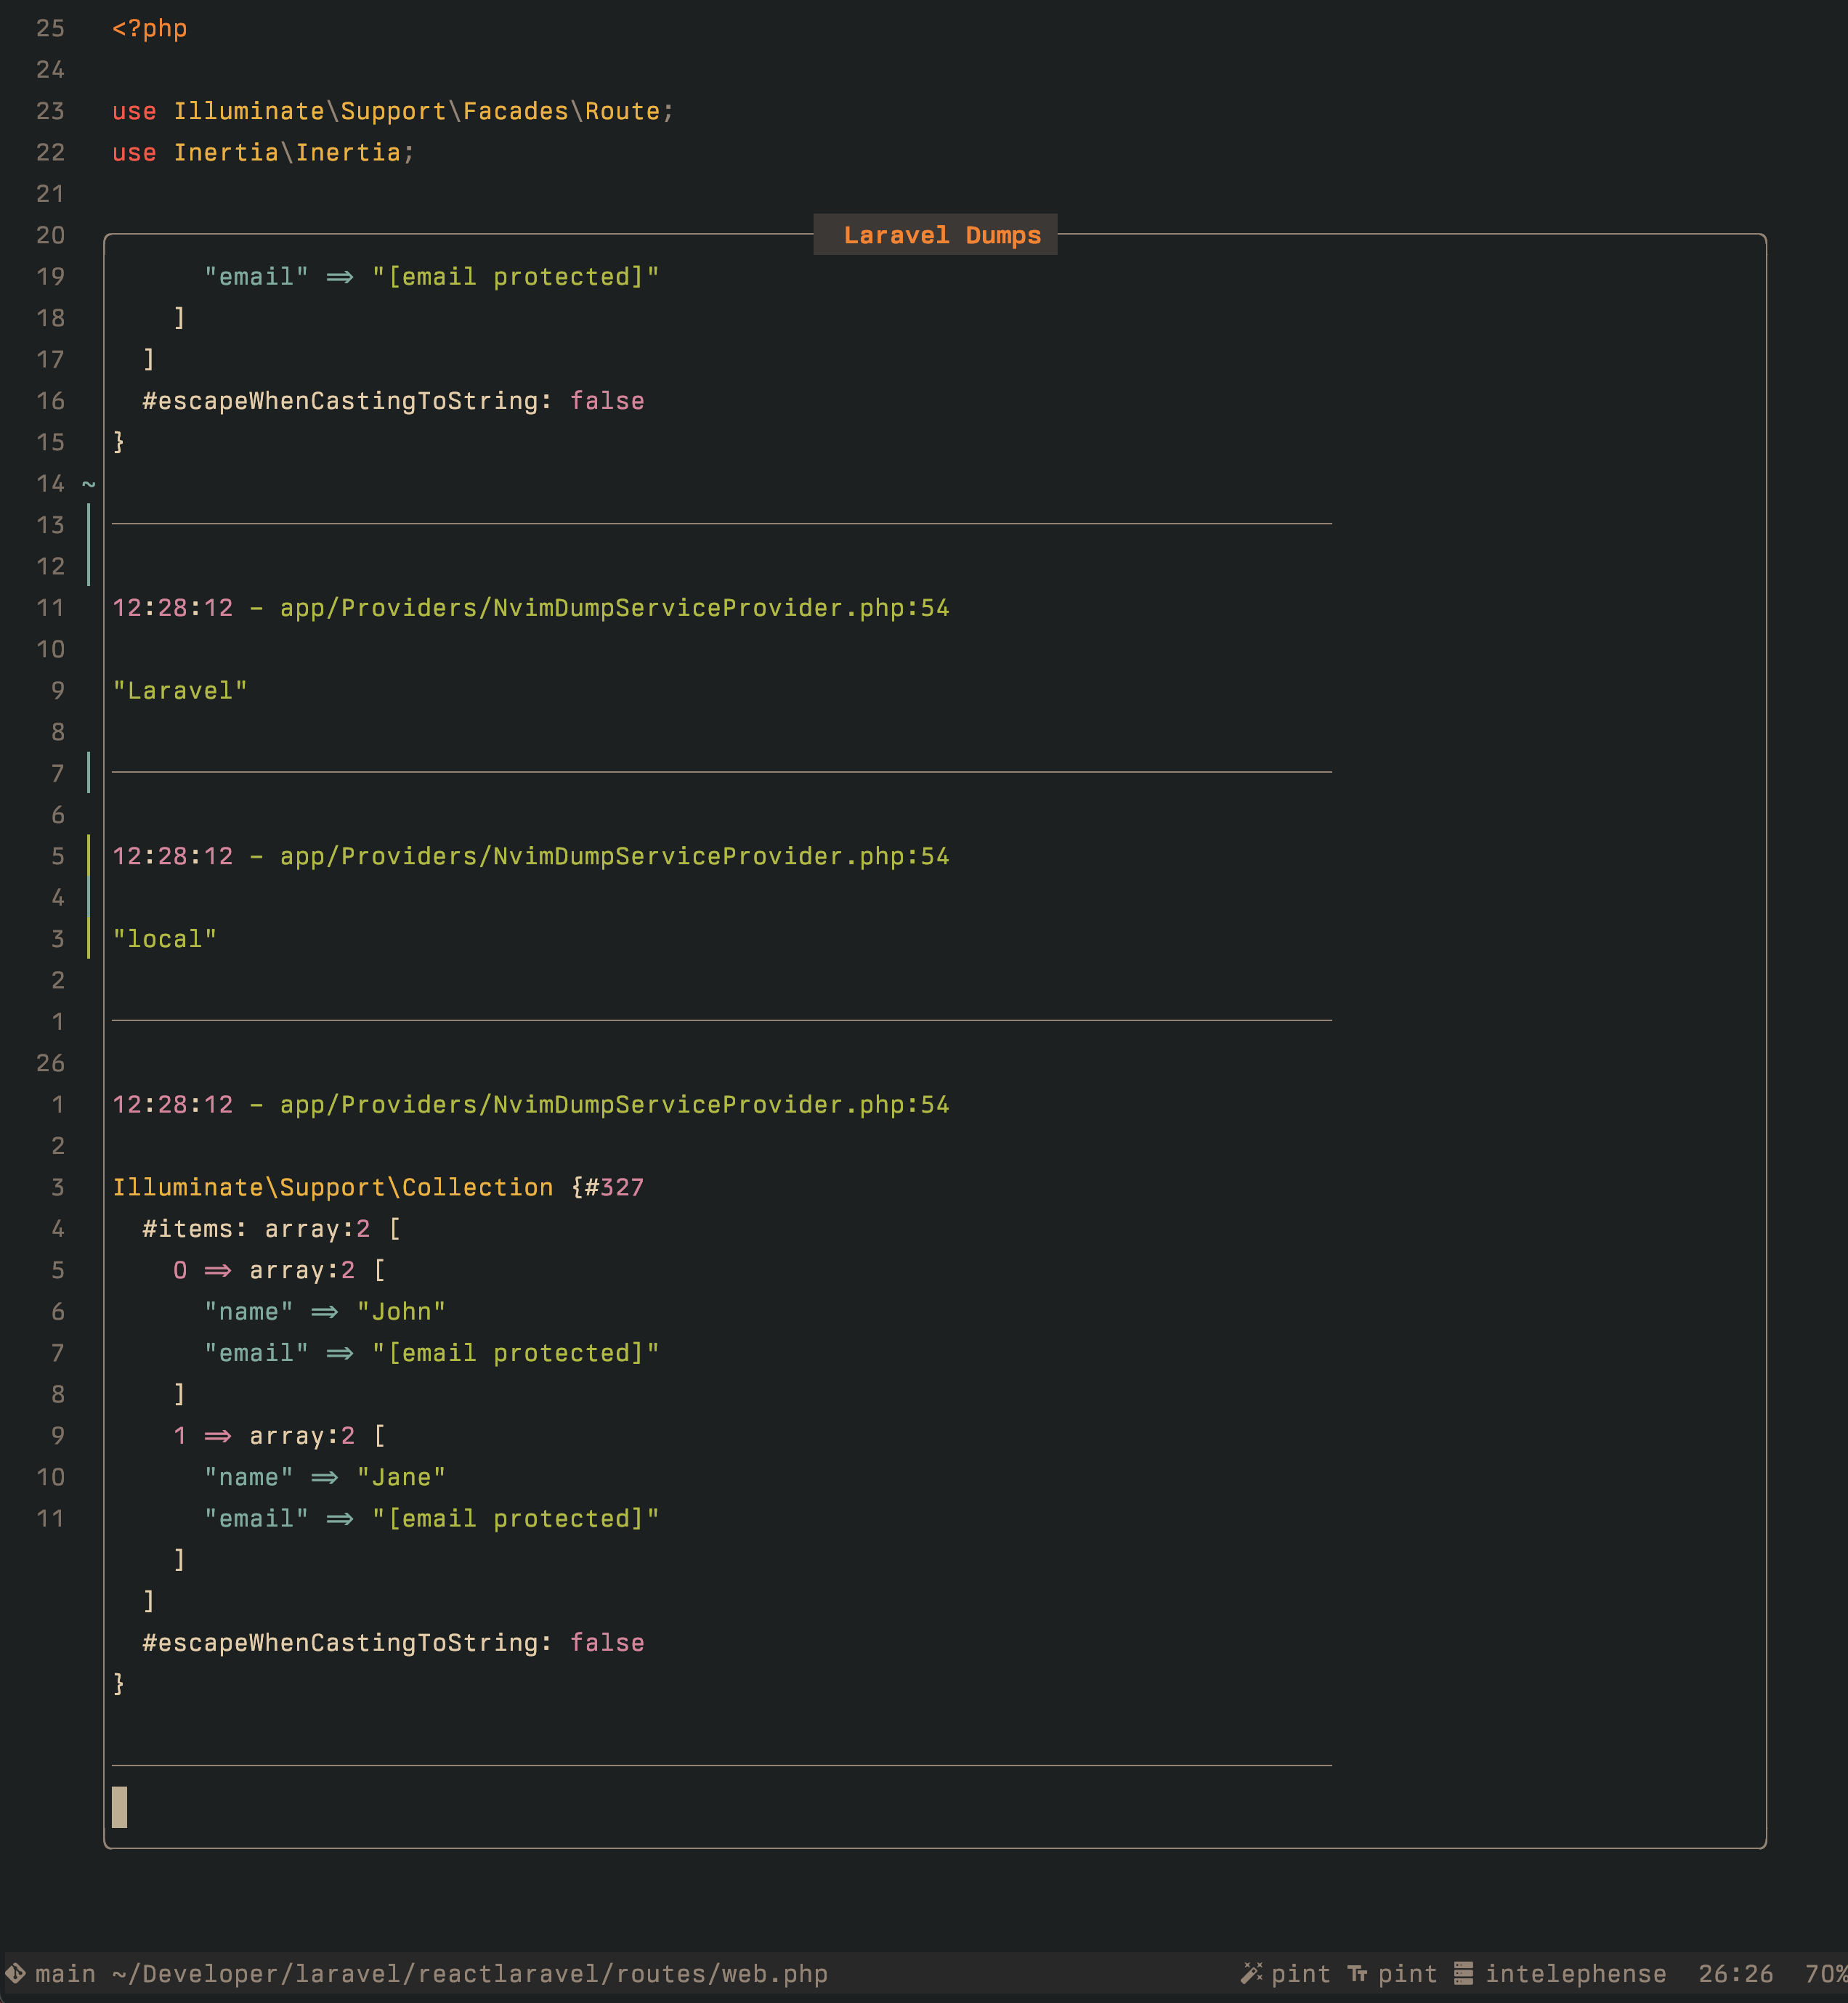 25 <?php
24
23 use Illuminate\Support\Facades\Route;
22 use Inertia\Inertia;
21
20 Laravel Dumps
19 "email" => "[email protected]"
18 ]
17 ]
16 #escapeWhenCastingToString: false
15 }
14 ~
13
12
11 12:28:12 - app/Providers/NvimDumpServiceProvider.php:54
10
9 "Laravel"
8
7
6
5 12:28:12 - app/Providers/NvimDumpServiceProvider.php:54
4
3 "local"
2
1
26
1 12:28:12 - app/Providers/NvimDumpServiceProvider.php:54
2
3 Illuminate\Support\Collection {#327
4 #items: array:2 [
5 0 => array:2 [
6 "name" => "John"
7 "email" => "[email protected]"
8 ]
9 1 => array:2 [
10 "name" => "Jane"
11 "email" => "[email protected]"
]
]
#escapeWhenCastingToString: false
}
main ~/Developer/laravel/reactlaravel/routes/web.php pint Tт pint intelephense 26:26 70%